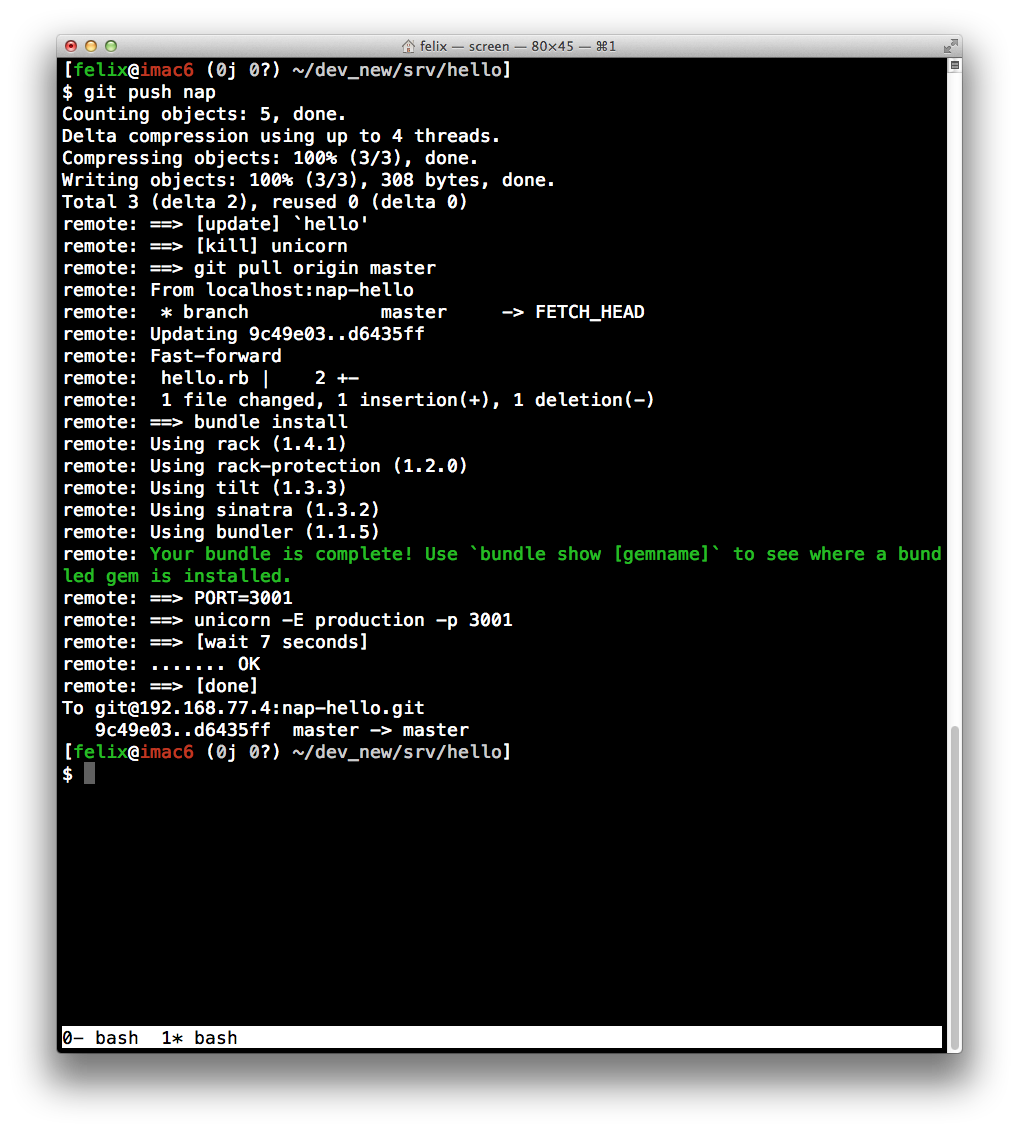 felix — screen — 80×45 — ⌘1
[felix@imac6 (0j 0?) ~/dev_new/srv/hello]
$ git push nap
Counting objects: 5, done.
Delta compression using up to 4 threads.
Compressing objects: 100% (3/3), done.
Writing objects: 100% (3/3), 308 bytes, done.
Total 3 (delta 2), reused 0 (delta 0)
remote: ==> [update] `hello'
remote: ==> [kill] unicorn
remote: ==> git pull origin master
remote: From localhost:nap-hello
remote:  * branch            master     -> FETCH_HEAD
remote: Updating 9c49e03..d6435ff
remote: Fast-forward
remote:  hello.rb |    2 +-
remote:  1 file changed, 1 insertion(+), 1 deletion(-)
remote: ==> bundle install
remote: Using rack (1.4.1)
remote: Using rack-protection (1.2.0)
remote: Using tilt (1.3.3)
remote: Using sinatra (1.3.2)
remote: Using bundler (1.1.5)
remote: Your bundle is complete! Use `bundle show [gemname]` to see where a bund
led gem is installed.
remote: ==> PORT=3001
remote: ==> unicorn -E production -p 3001
remote: ==> [wait 7 seconds]
remote: ....... OK
remote: ==> [done]
To git@192.168.77.4:nap-hello.git
   9c49e03..d6435ff  master -> master
[felix@imac6 (0j 0?) ~/dev_new/srv/hello]
$
0- bash  1* bash